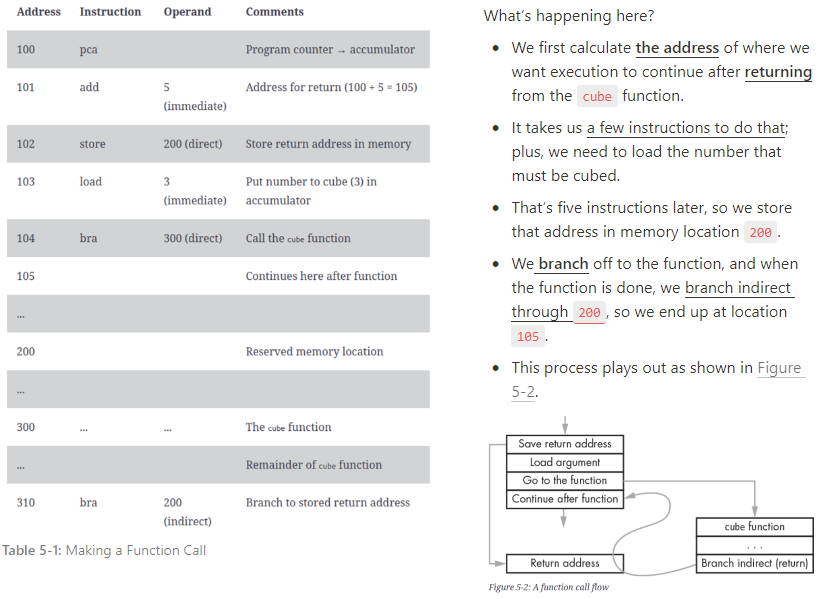 Address Instruction Operand Comments
100 pca Program counter → accumulator
101 add 5 Address for return (100 + 5 = 105)
(immediate)
102 store 200 (direct) Store return address in memory
103 load 3 Put number to cube (3) in
(immediate) accumulator
104 bra 300 (direct) Call the cube function
105 Continues here after function
...
200 Reserved memory location
...
300 ... ... The cube function
... Remainder of cube function
310 bra 200 Branch to stored return address
(indirect)
Table 5-1: Making a Function Call
What's happening here?
• We first calculate the address of where we
want execution to continue after returning
from the cube function.
• It takes us a few instructions to do that;
plus, we need to load the number that
must be cubed.
• That's five instructions later, so we store
that address in memory location 200.
• We branch off to the function, and when
the function is done, we branch indirect
through 200, so we end up at location
105.
• This process plays out as shown in Figure
5-2.
Save return address
Load argument
Go to the function
Continue after function
cube function
. . .
Return address
Branch indirect (return)
Figure 5-2: A function call flow